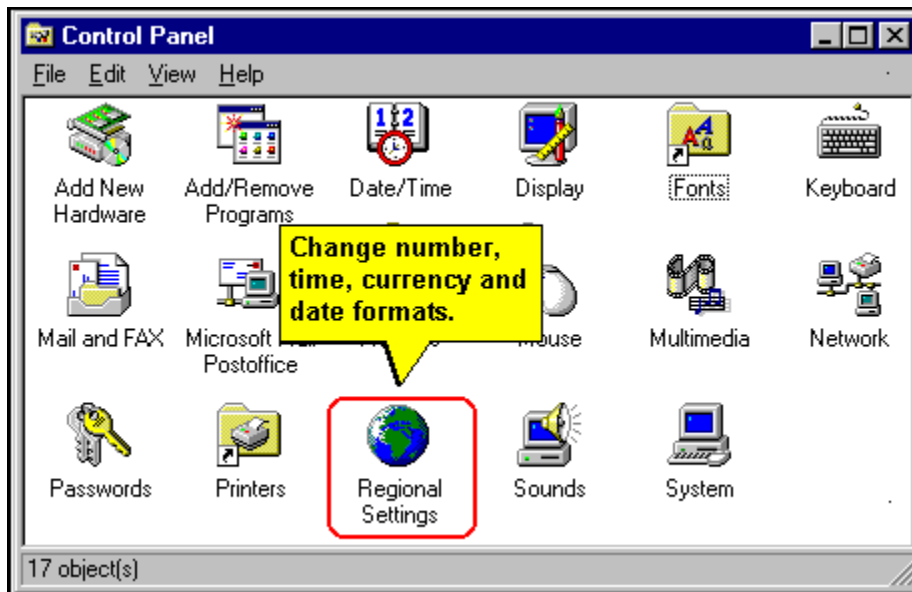 Control Panel
File Edit View Help
Add New Hardware
Add/Remove Programs
Date/Time
Display
Fonts
Keyboard
Change number,
time, currency and
date formats.
Mail and FAX
Microsoft
Postoffice
Mouse
Multimedia
Network
Passwords
Printers
Regional Settings
Sounds
System
17 object(s)